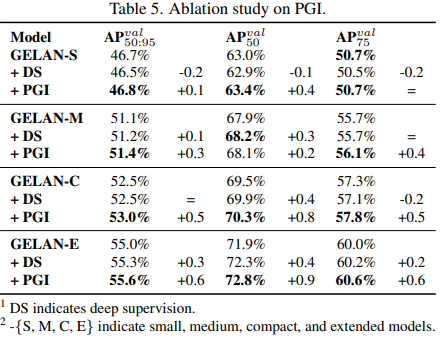 Table 5. Ablation study on PGI.
Model AP^{val}_{50:95} AP^{val}_{50} AP^{val}_{75}
GELAN-S 46.7% 63.0% 50.7%
+ DS 46.5% -0.2 62.9% -0.1 50.5% -0.2
+ PGI 46.8% +0.1 63.4% +0.4 50.7% =
GELAN-M 51.1% 67.9% 55.7%
+ DS 51.2% +0.1 68.2% +0.3 55.7% =
+ PGI 51.4% +0.3 68.1% +0.2 56.1% +0.4
GELAN-C 52.5% 69.5% 57.3%
+ DS 52.5% = 69.9% +0.4 57.1% -0.2
+ PGI 53.0% +0.5 70.3% +0.8 57.8% +0.5
GELAN-E 55.0% 71.9% 60.0%
+ DS 55.3% +0.3 72.3% +0.4 60.2% +0.2
+ PGI 55.6% +0.6 72.8% +0.9 60.6% +0.6
1 DS indicates deep supervision.
2 -{S, M, C, E} indicate small, medium, compact, and extended models.